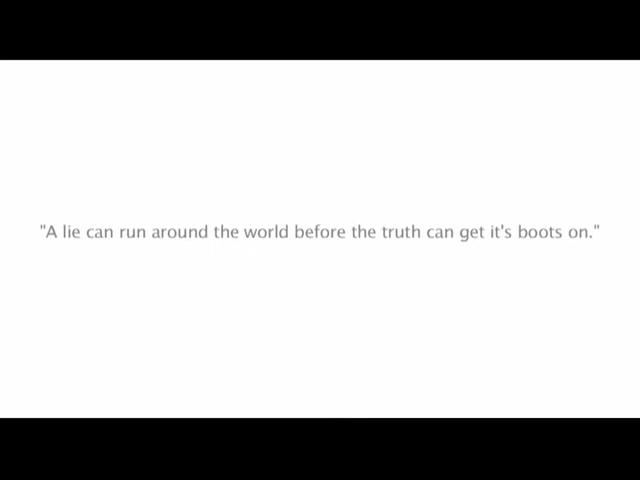 "A lie can run around the world before the truth can get it's boots on."